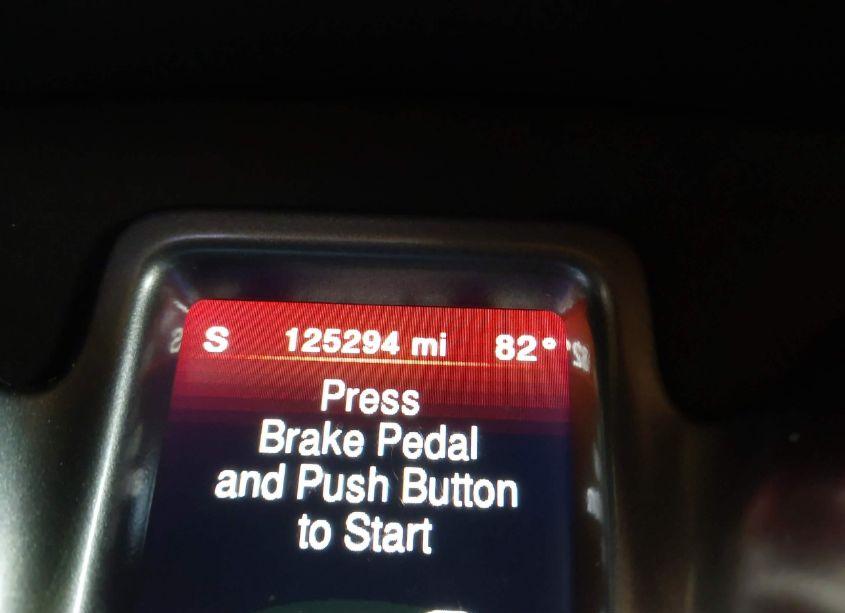 S 125294 mi 82°
Press
Brake Pedal
and Push Button
to Start